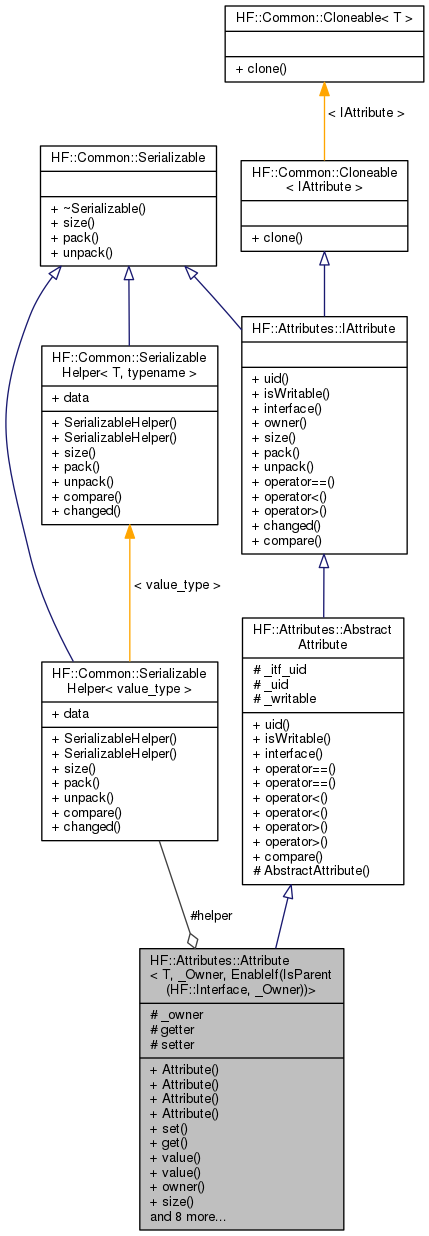 HF::Common::Cloneable< T >
+ clone()
< IAttribute >
HF::Common::Serializable
+ ~Serializable()
+ size()
+ pack()
+ unpack()
HF::Common::Cloneable
< IAttribute >
+ clone()
HF::Common::Serializable
Helper< T, typename >
+ data
+ SerializableHelper()
+ SerializableHelper()
+ size()
+ pack()
+ unpack()
+ compare()
+ changed()
HF::Attributes::IAttribute
+ uid()
+ isWritable()
+ interface()
+ owner()
+ size()
+ pack()
+ unpack()
+ operator==()
+ operator<()
+ operator>()
+ changed()
+ compare()
< value_type >
HF::Common::Serializable
Helper< value_type >
+ data
+ SerializableHelper()
+ SerializableHelper()
+ size()
+ pack()
+ unpack()
+ compare()
+ changed()
HF::Attributes::Abstract
Attribute
# _itf_uid
# _uid
# _writable
+ uid()
+ isWritable()
+ interface()
+ operator==()
+ operator==()
+ operator<()
+ operator<()
+ operator>()
+ operator>()
+ compare()
# AbstractAttribute()
#helper
HF::Attributes::Attribute
< T, _Owner, EnableIf(IsParent
(HF::Interface, _Owner))>
# _owner
# getter
# setter
+ Attribute()
+ Attribute()
+ Attribute()
+ Attribute()
+ set()
+ get()
+ value()
+ value()
+ owner()
+ size()
and 8 more...